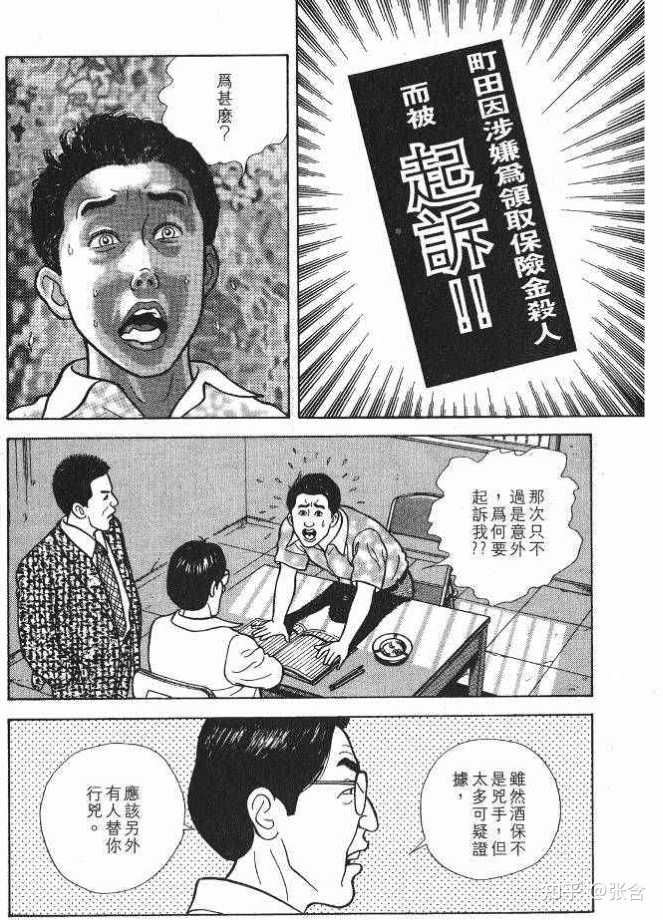 町田因涉嫌爲領取保險金殺人
而被
起訴!!
爲甚麽？
那次只不
過是意外
，爲何要
起訴我??
雖然酒保不
是兇手，但
太多可疑證
據，
應該另外
有人替你
行兇。
知乎 @张含